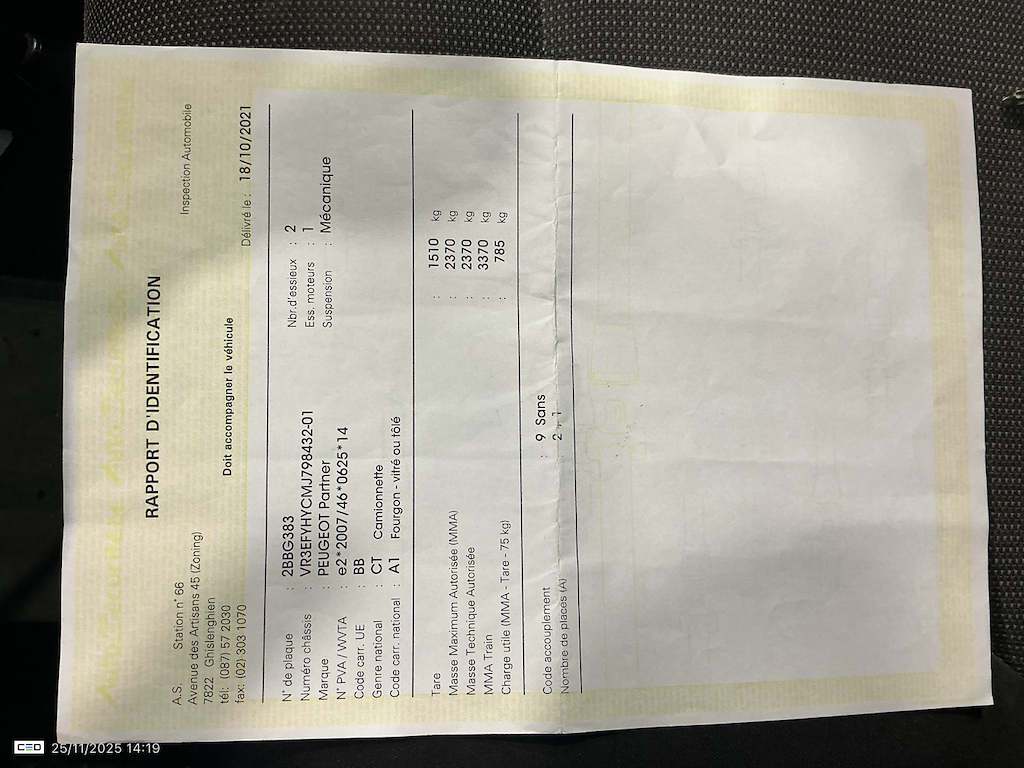 RAPPORT D'IDENTIFICATION
A.S. Station n° 66 Inspection Automobile
Avenue des Artisans 45 (Zoning)
7822 Ghislenghien
tél: (087) 57 2030 Doit accompagner le véhicule
fax: (02) 303 1070 Délivré le : 18/10/2021
N° de plaque : 2BBG383 Nbr.d'essieux : 2
Numéro châssis : VR3EFYHYCMJ798432-01 Ess. moteurs : 1
Marque : PEUGEOT Partner Suspension : Mécanique
N° PVA / WVTA : e2*2007/46*0625*14
Code carr. UE : BB
Genre national : CT Camionnette
Code carr. national : A1 Fourgon - vitré ou tôlé
Tare : 1510 kg
Masse Maximum Autorisée (MMA) : 2370 kg
Masse Technique Autorisée : 2370 kg
MMA Train : 3370 kg
Charge utile (MMA - Tare - 75 kg) : 785 kg
Code accouplement : 9 Sans
Nombre de places (A) : 2 + 1
CEO 25/11/2025 14:19